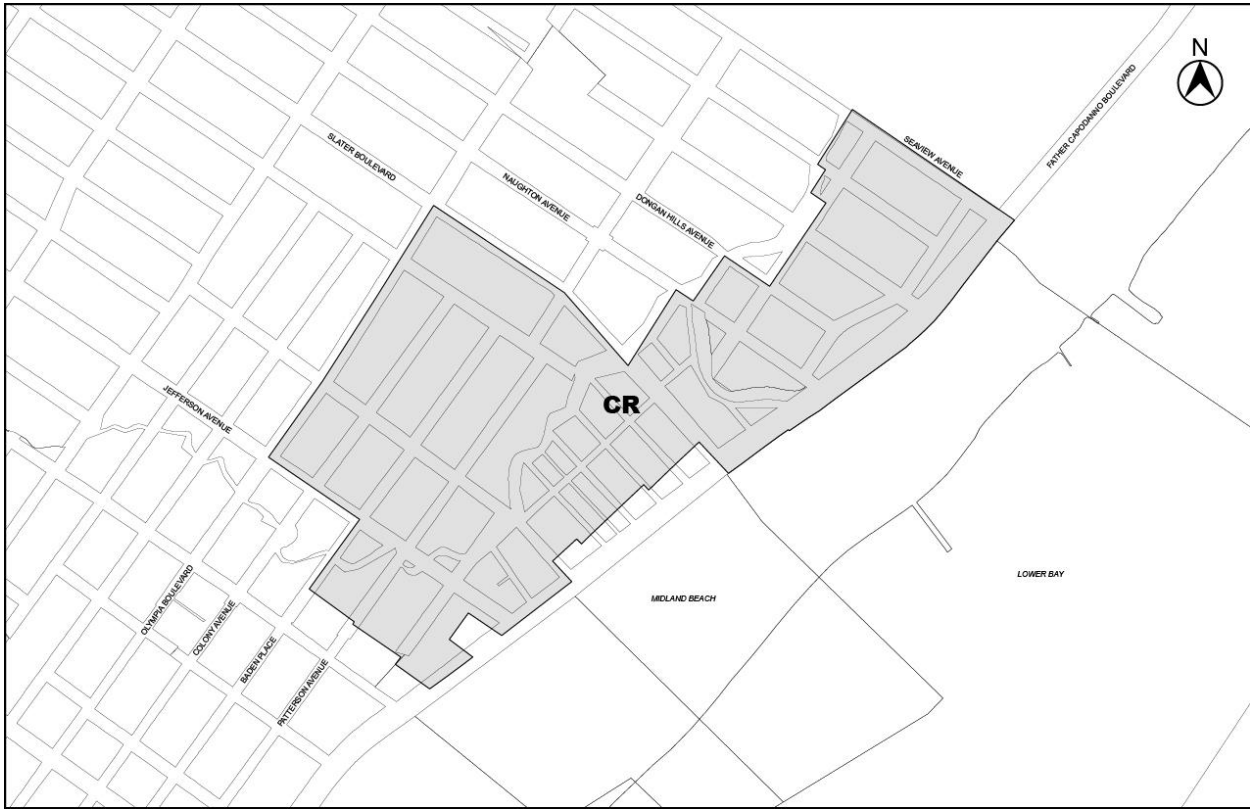 N
FATHER CAPODANNO BOULEVARD
SEAVIEW AVENUE
SLATER BOULEVARD
NAUGHTON AVENUE
DONGAN HILLS AVENUE
JEFFERSON AVENUE
CR
LOWER BAY
MIDLAND BEACH
OLYMPIA BOULEVARD
COLONY AVENUE
BADEN PLACE
PATTERSON AVENUE